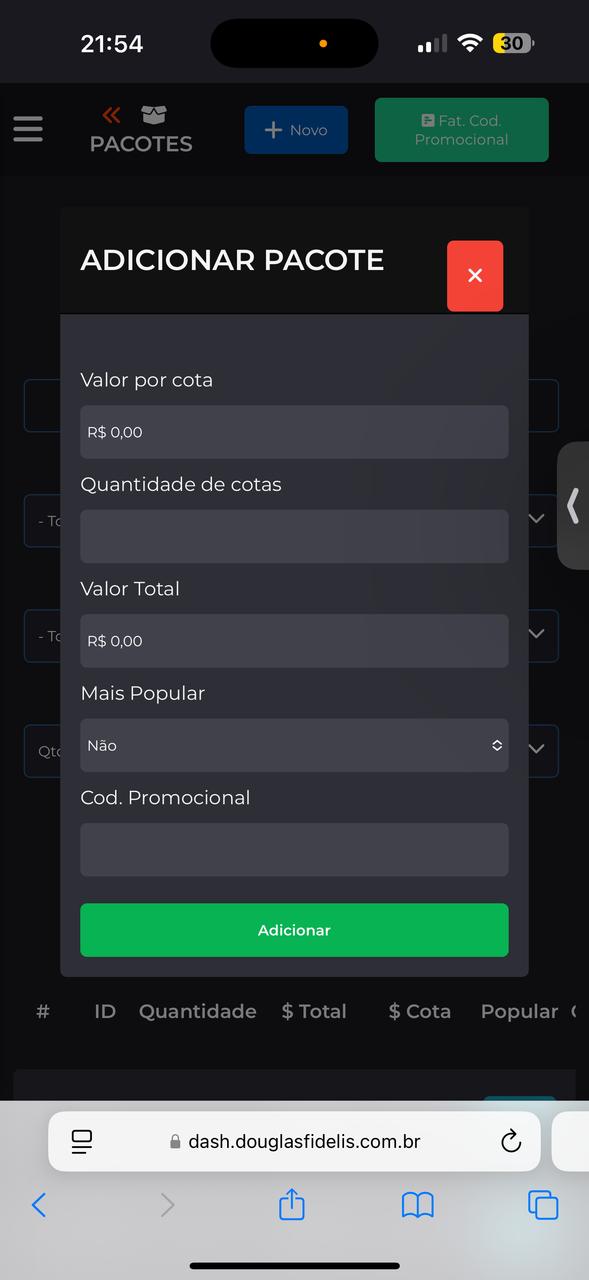 21:54
30
PACOTES
Novo
Fat. Cod.
Promocional
ADICIONAR PACOTE
Valor por cota
R$ 0,00
Quantidade de cotas
- To
Valor Total
R$ 0,00
- To
Mais Popular
Não
Qtd
Cod. Promocional
Adicionar
# ID Quantidade $ Total $ Cota Popular
dash.douglasfidelis.com.br